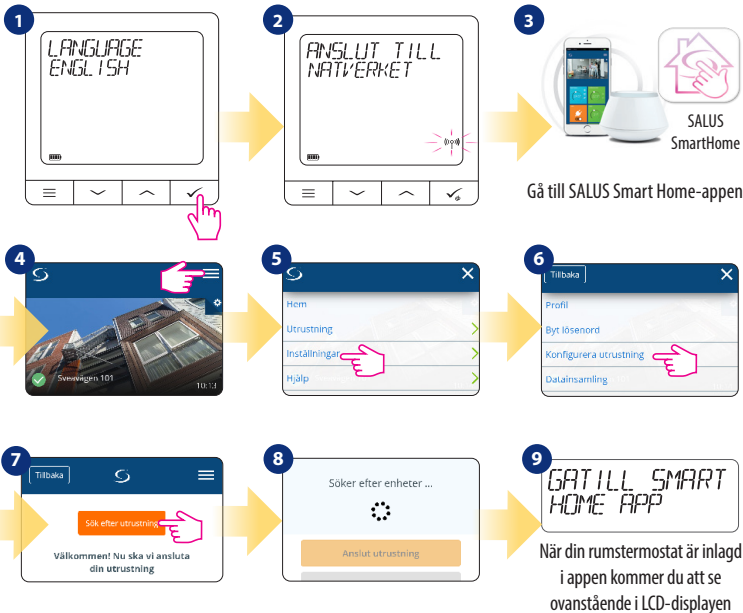 1
LANGUAGE
ENGLISH
2
ANSLUT TILL
NATVERKET
3
SALUS
SmartHome
Gå till SALUS Smart Home-appen
4
Sveavägen 101
10:13
5
Hem
Utrustning
Inställningar
Hjälp
6
Tillbaka
Profil
Byt lösenord
Konfigurera utrustning
Datainsamling
7
Tillbaka
Sök efter utrustning
Välkommen! Nu ska vi ansluta
din utrustning
8
Söker efter enheter ...
Anslut utrustning
9
GATILL SMART
HOME APP
När din rumstermostat är inlagd
i appen kommer du att se
ovanstående i LCD-displayen